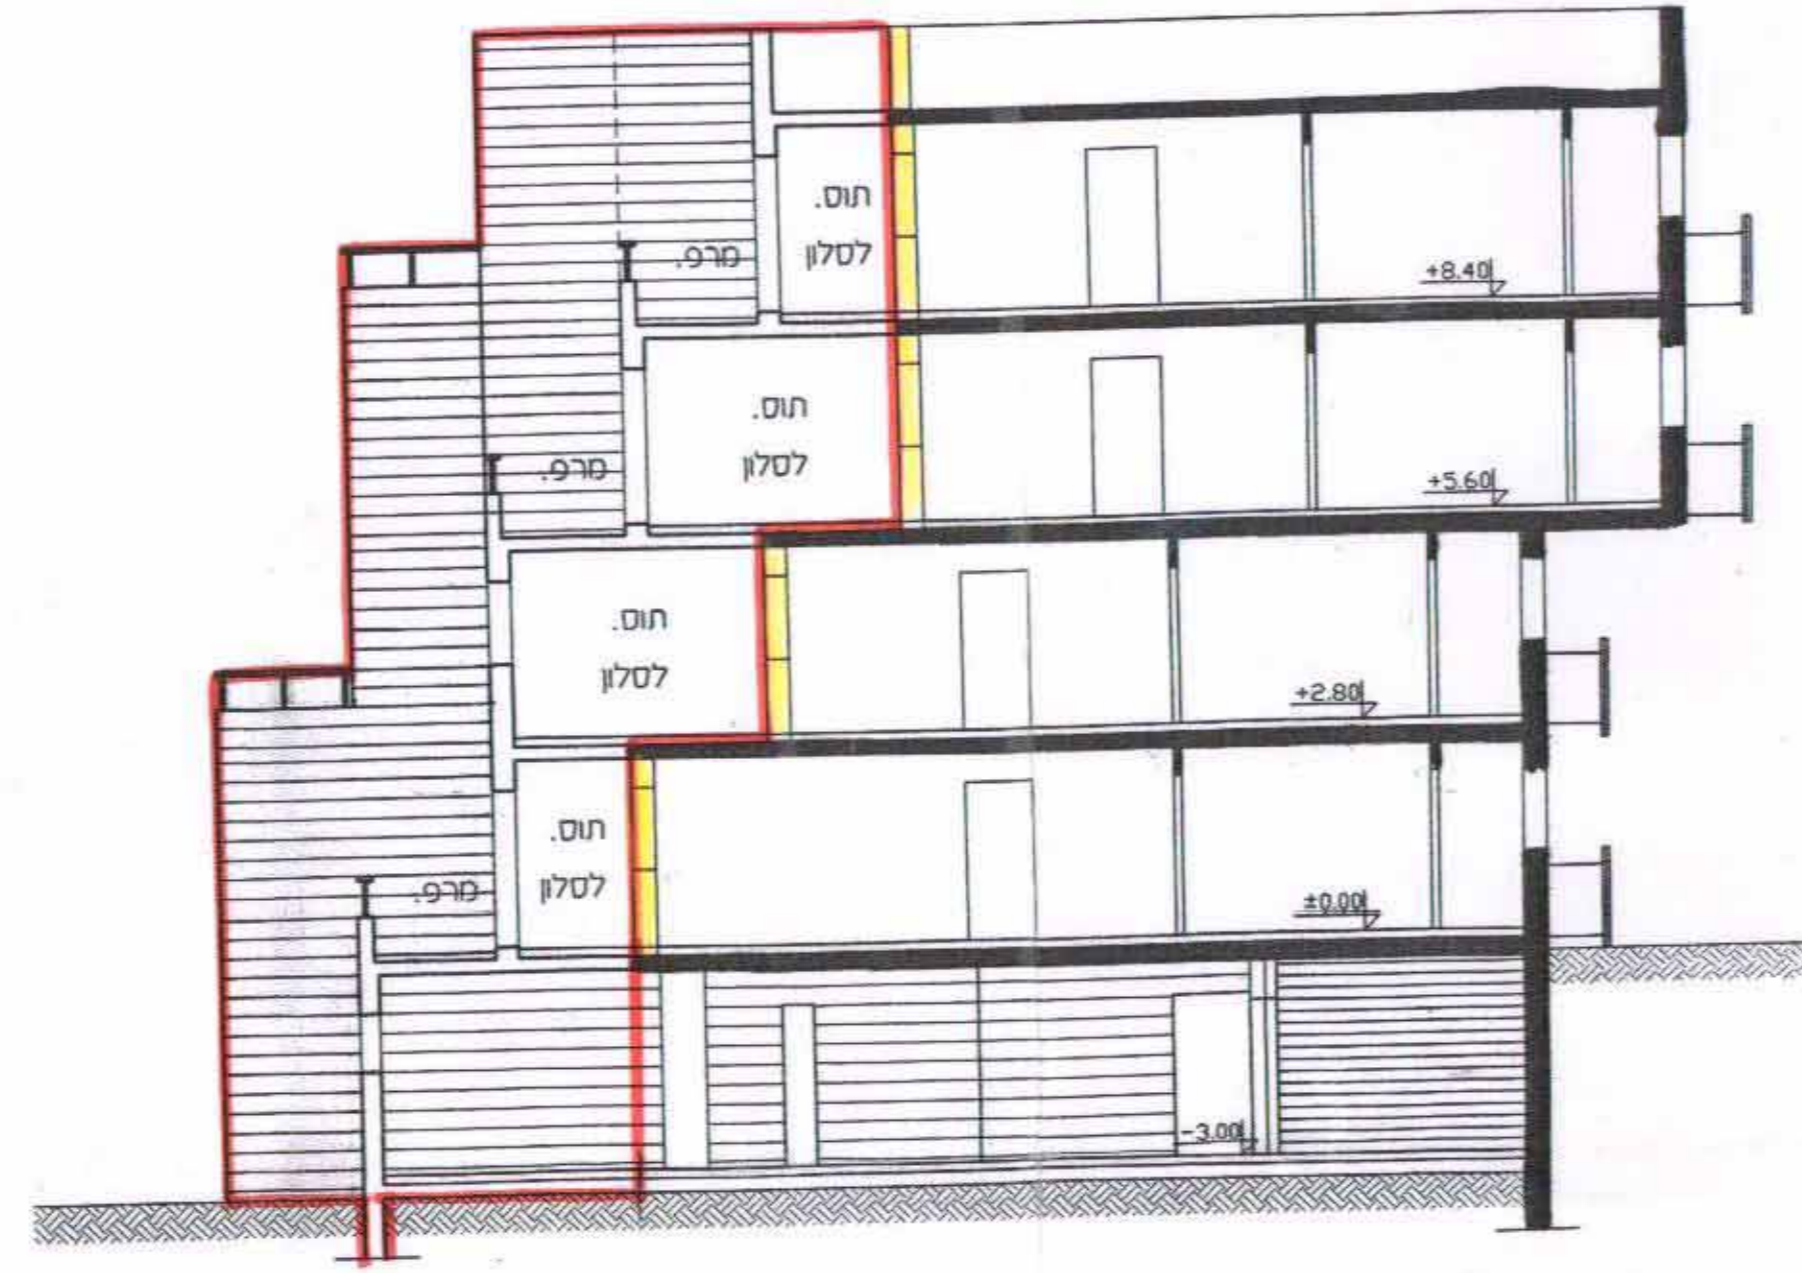 תוס.
לסלון
מרפ.
+8.40
תוס.
לסלון
מרפ.
+5.60
תוס.
לסלון
+2.80
תוס.
לסלון
מרפ.
±0.00
-3.00